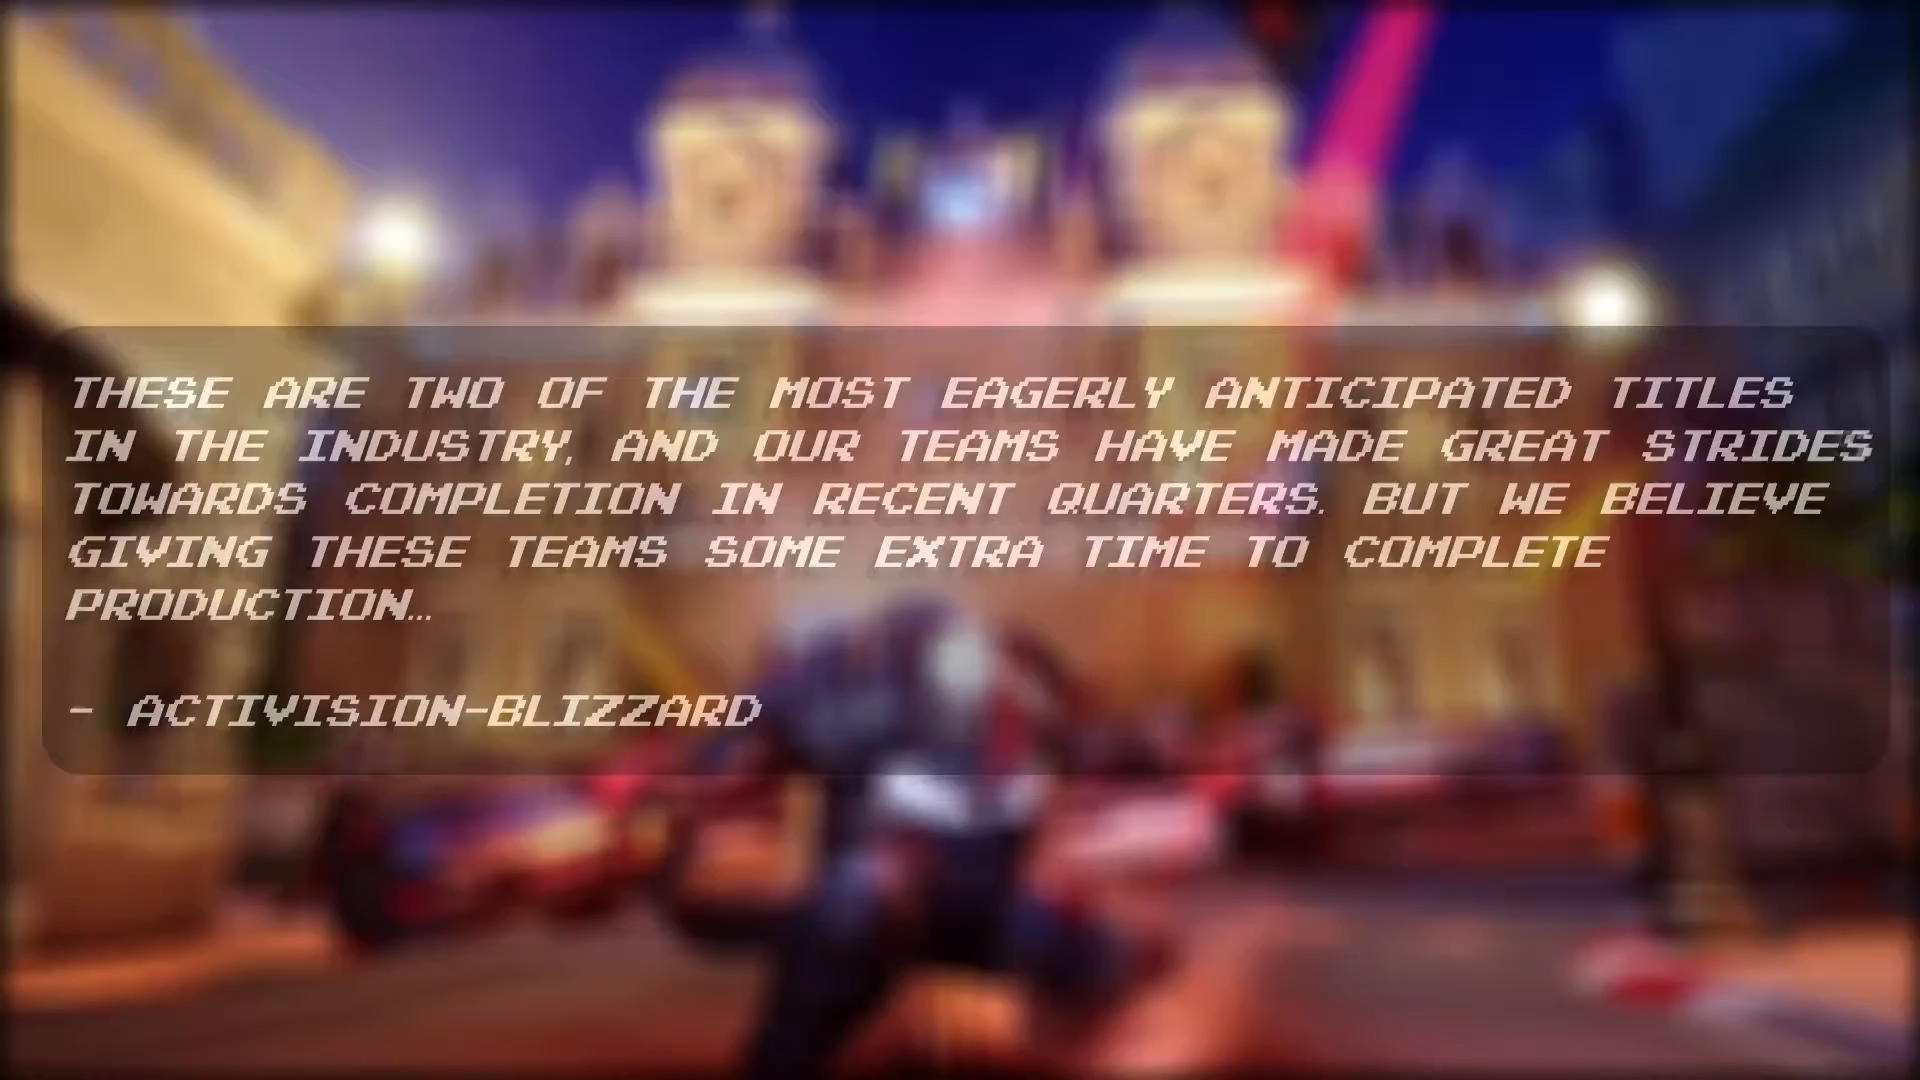 THESE ARE TWO OF THE MOST EAGERLY ANTICIPATED TITLES
IN THE INDUSTRY, AND OUR TEAMS HAVE MADE GREAT STRIDES
TOWARDS COMPLETION IN RECENT QUARTERS. BUT WE BELIEVE
GIVING THESE TEAMS SOME EXTRA TIME TO COMPLETE
PRODUCTION...
- ACTIVISION-BLIZZARD